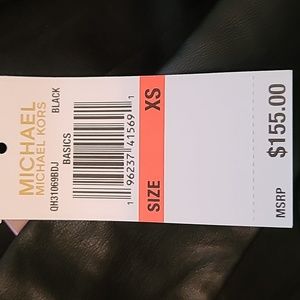 MICHAEL
MICHAEL KORS
QH31069BDJ BLACK
BASICS
1 96237 41569 1
SIZE XS
MSRP $155.00